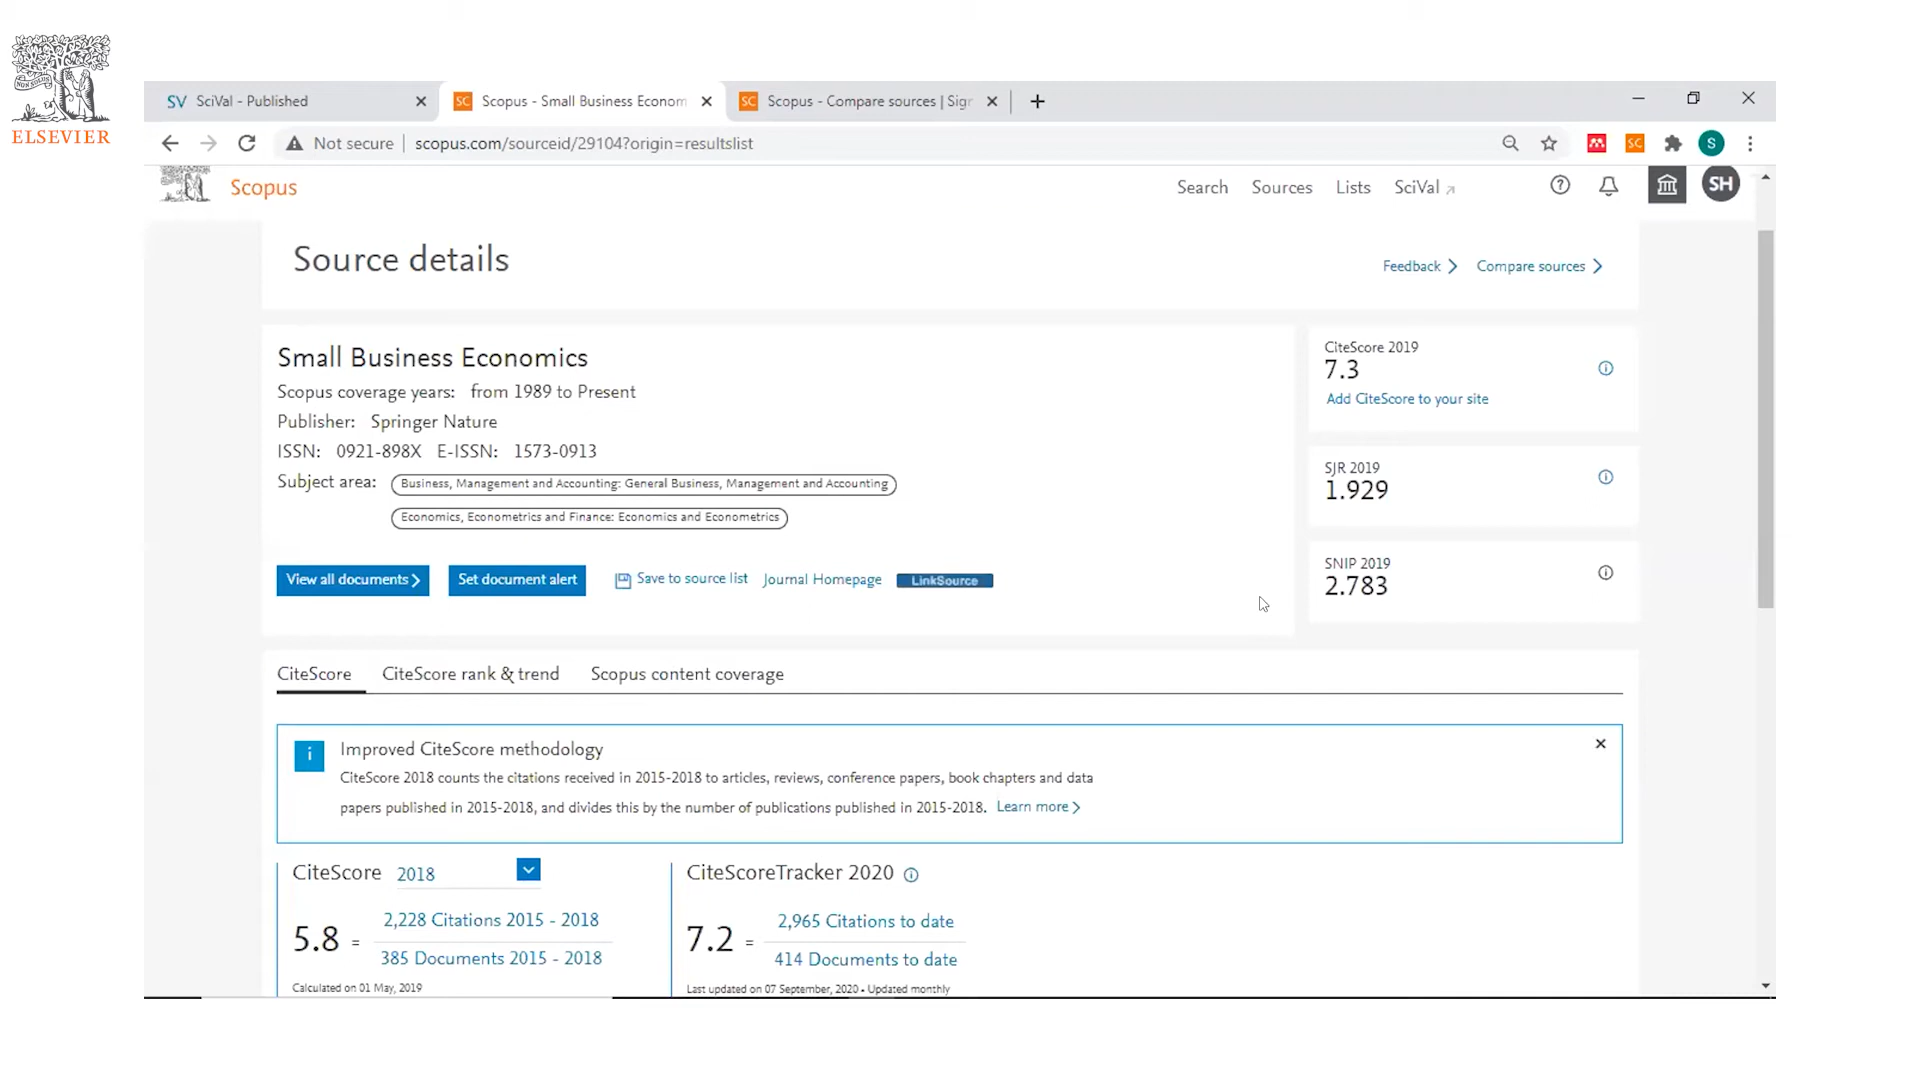 ELSEVIER
SV SciVal - Published
SC Scopus - Small Business Econom
SC Scopus - Compare sources | Sig
Not secure | scopus.com/sourceid/29104?origin=resultslist
SC
S
Scopus
Search Sources Lists SciVal
SH
Source details
Feedback
Compare sources
Small Business Economics
Scopus coverage years: from 1989 to Present
Publisher: Springer Nature
ISSN: 0921-898X E-ISSN: 1573-0913
Subject area: Business, Management and Accounting: General Business, Management and Accounting
Economics, Econometrics and Finance: Economics and Econometrics
View all documents
Set document alert
Save to source list
Journal Homepage
LinkSource
CiteScore 2019
7.3
Add CiteScore to your site
SJR 2019
1.929
SNIP 2019
2.783
CiteScore
CiteScore rank & trend
Scopus content coverage
i Improved CiteScore methodology
CiteScore 2018 counts the citations received in 2015-2018 to articles, reviews, conference papers, book chapters and data
papers published in 2015-2018, and divides this by the number of publications published in 2015-2018. Learn more
CiteScore 2018
5.8 =
2,228 Citations 2015 - 2018
385 Documents 2015 - 2018
Calculated on 01 May, 2019
CiteScoreTracker 2020
7.2 =
2,965 Citations to date
414 Documents to date
Last updated on 07 September, 2020 • Updated monthly